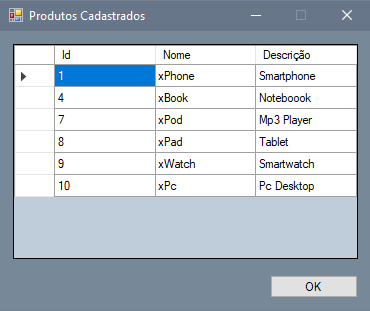 Produtos Cadastrados
Id Nome Descrição
1 xPhone Smartphone
4 xBook Noteboook
7 xPod Mp3 Player
8 xPad Tablet
9 xWatch Smartwatch
10 xPc Pc Desktop
OK